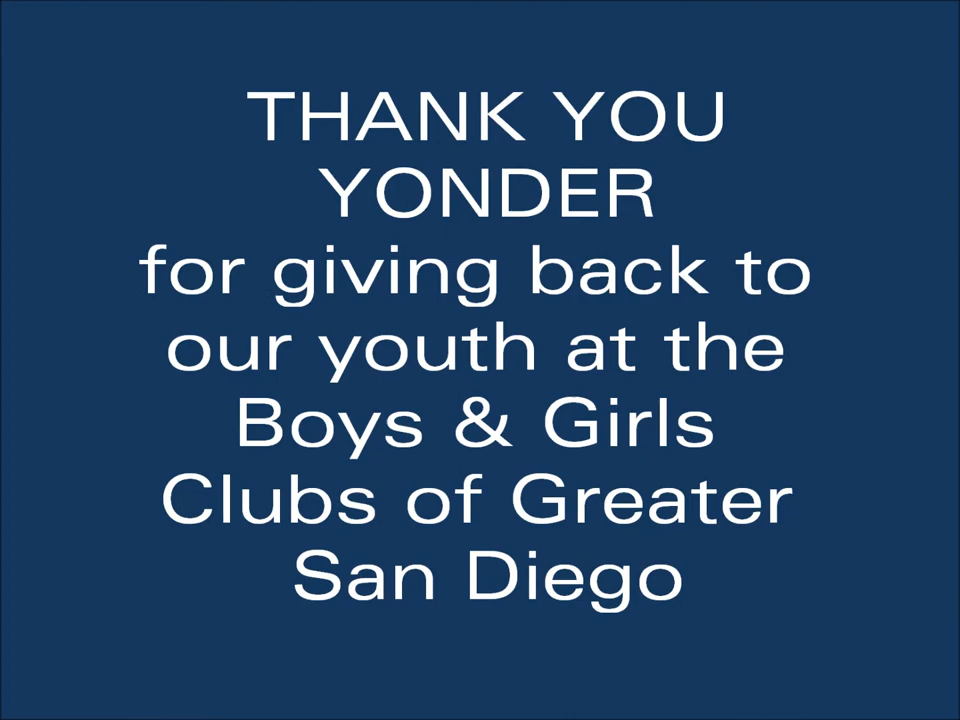 THANK YOU
YONDER
for giving back to
our youth at the
Boys & Girls
Clubs of Greater
San Diego